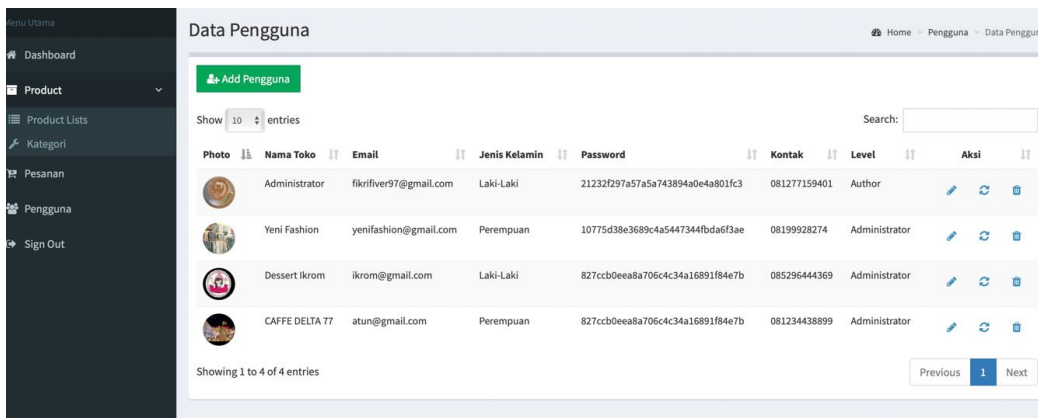 Menu Utama
Dashboard
Product
Product Lists
Kategori
Pesanan
Pengguna
Sign Out
Data Pengguna
Home > Pengguna > Data Penggun
Add Pengguna
Show 10 entries
Search:
Photo Nama Toko Email Jenis Kelamin Password Kontak Level Aksi
Administrator fikrifiver97@gmail.com Laki-Laki 21232f297a57a5a743894a0e4a801fc3 081277159401 Author
Yeni Fashion yenifashion@gmail.com Perempuan 10775d38e3689c4a5447344fbda6f3ae 08199928274 Administrator
Dessert Ikrom ikrom@gmail.com Laki-Laki 827ccb0eea8a706c4c34a16891f84e7b 085296444369 Administrator
CAFFE DELTA 77 atun@gmail.com Perempuan 827ccb0eea8a706c4c34a16891f84e7b 081234438899 Administrator
Showing 1 to 4 of 4 entries
Previous 1 Next